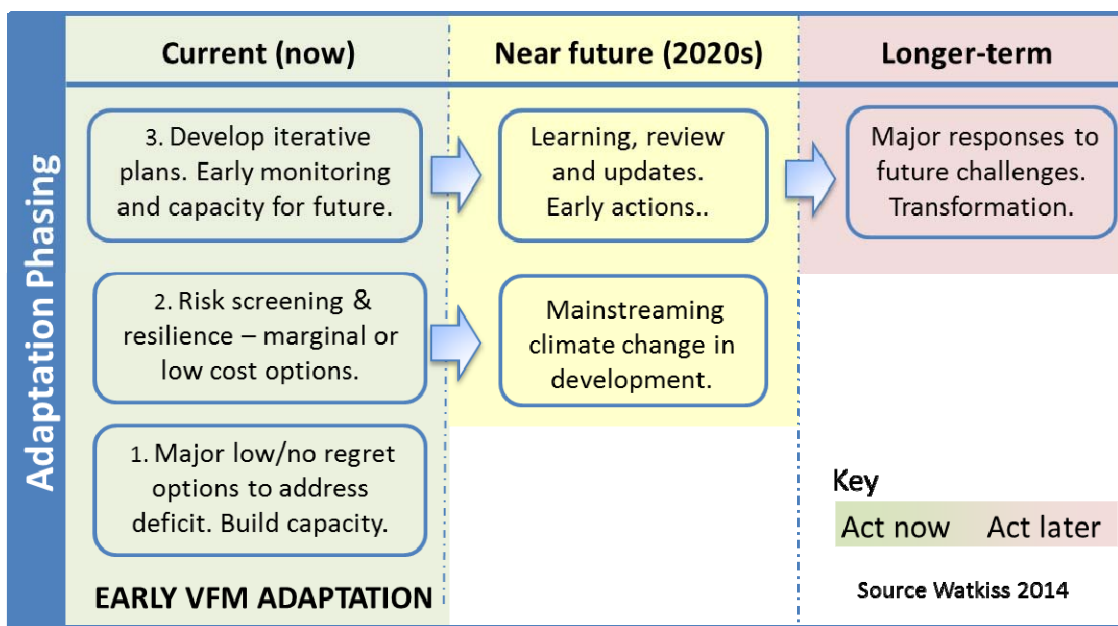 Adaptation Phasing
Current (now)
Near future (2020s)
Longer-term
3. Develop iterative
plans. Early monitoring
and capacity for future.
Learning, review
and updates.
Early actions..
Major responses to
future challenges.
Transformation.
2. Risk screening &
resilience – marginal or
low cost options.
Mainstreaming
climate change in
development.
1. Major low/no regret
options to address
deficit. Build capacity.
EARLY VFM ADAPTATION
Key
Act now Act later
Source Watkiss 2014